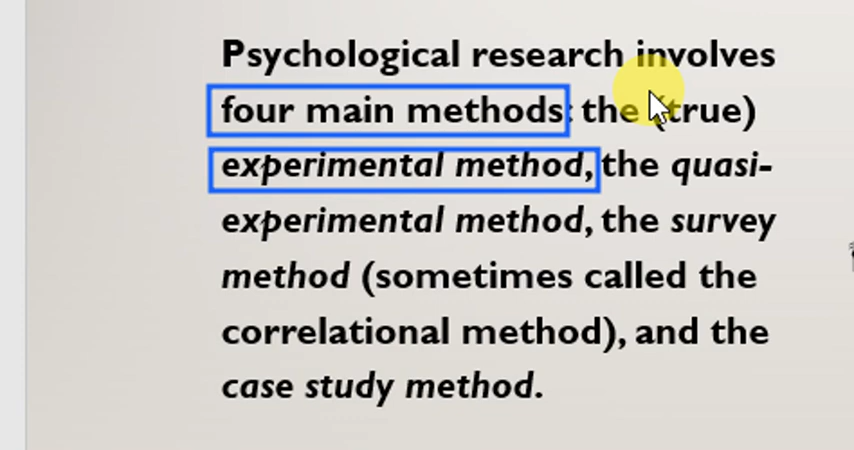 Psychological research involves
four main methods: the (true)
experimental method, the quasi-
experimental method, the survey
method (sometimes called the
correlational method), and the
case study method.